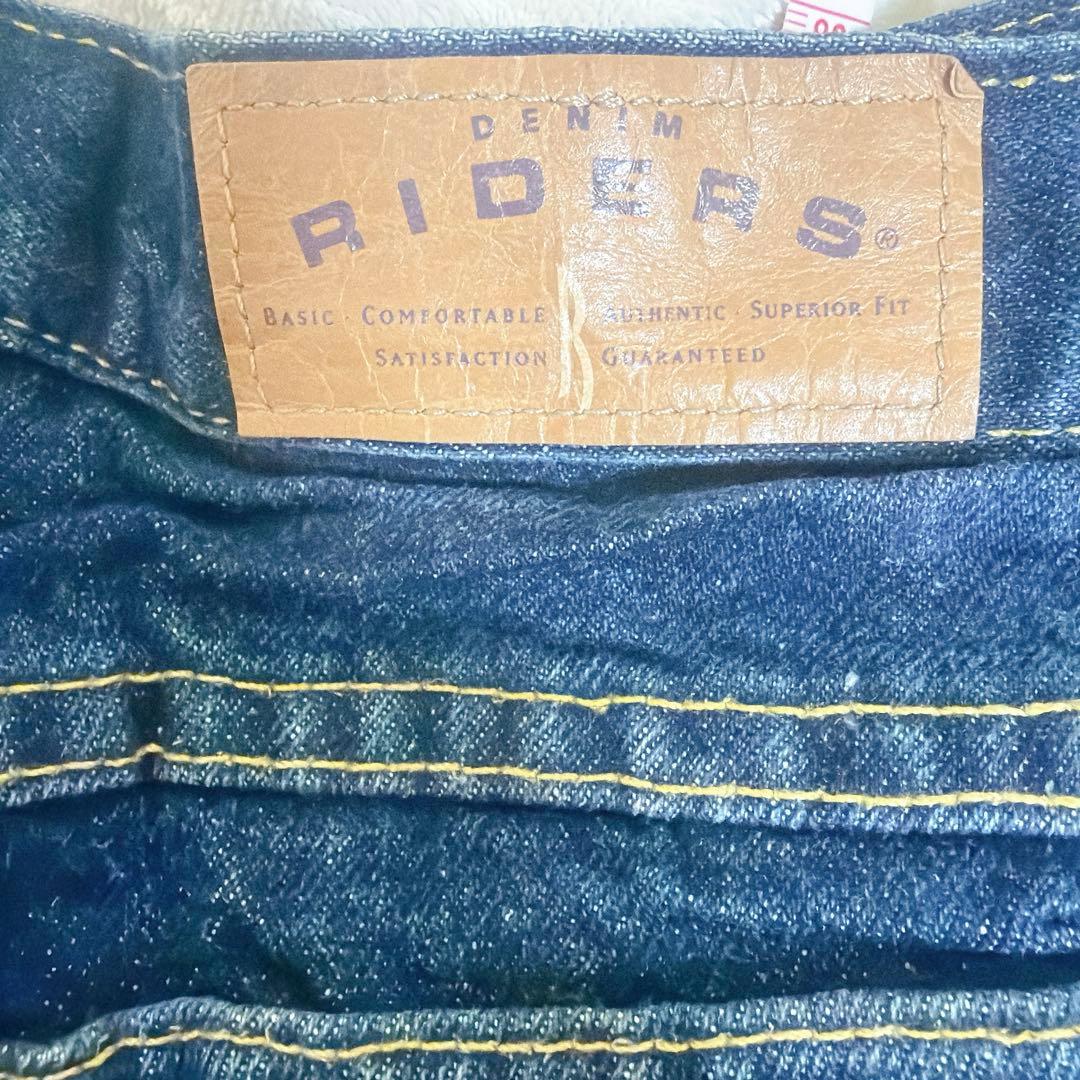 DENIM
RIDERS®
BASIC · COMFORTABLE AUTHENTIC · SUPERIOR FIT
SATISFACTION GUARANTEED